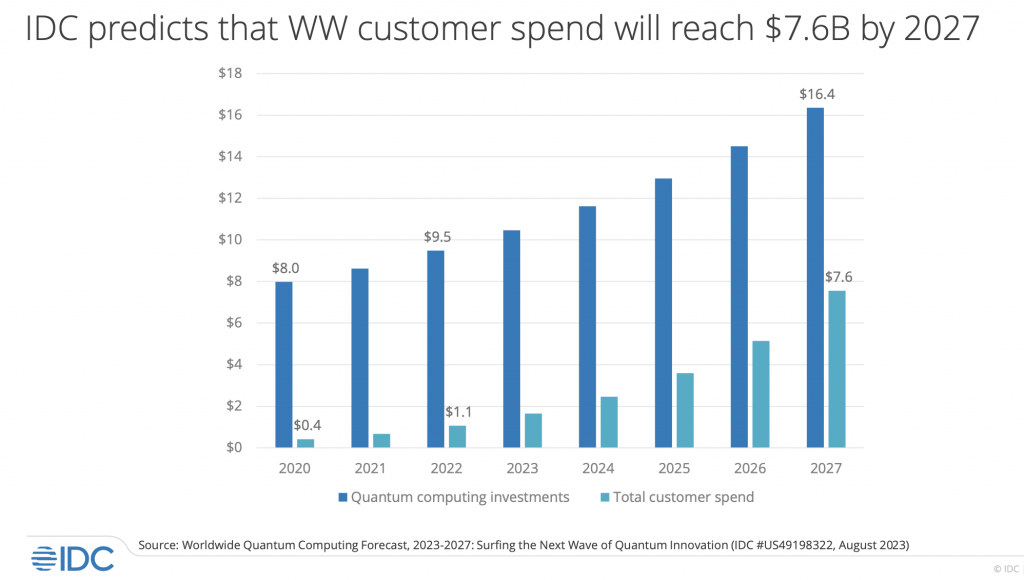 IDC predicts that WW customer spend will reach $7.6B by 2027
$18
$16.4
$16
$14
$12
$10
$9.5
$8.0
$8
$7.6
$6
$4
$2
$1.1
$0.4
$0
2020 2021 2022 2023 2024 2025 2026 2027
Quantum computing investments Total customer spend
IDC
Source: Worldwide Quantum Computing Forecast, 2023-2027: Surfing the Next Wave of Quantum Innovation (IDC #US49198322, August 2023)
© IDC